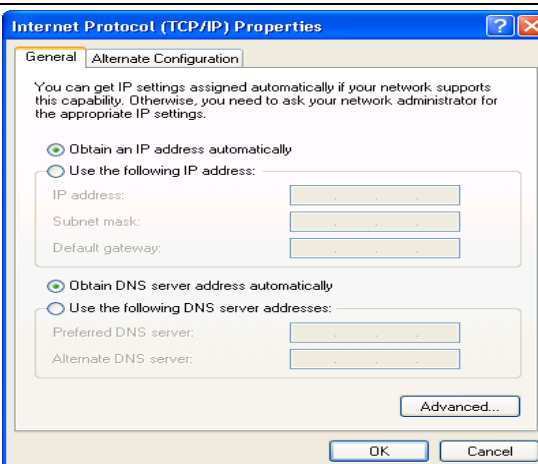 Internet Protocol (TCP/IP) Properties
General
Alternate Configuration
You can get IP settings assigned automatically if your network supports
this capability. Otherwise, you need to ask your network administrator for
the appropriate IP settings.
Obtain an IP address automatically
Use the following IP address:
IP address:
Subnet mask:
Default gateway:
Obtain DNS server address automatically
Use the following DNS server addresses:
Preferred DNS server:
Alternate DNS server:
Advanced...
OK
Cancel